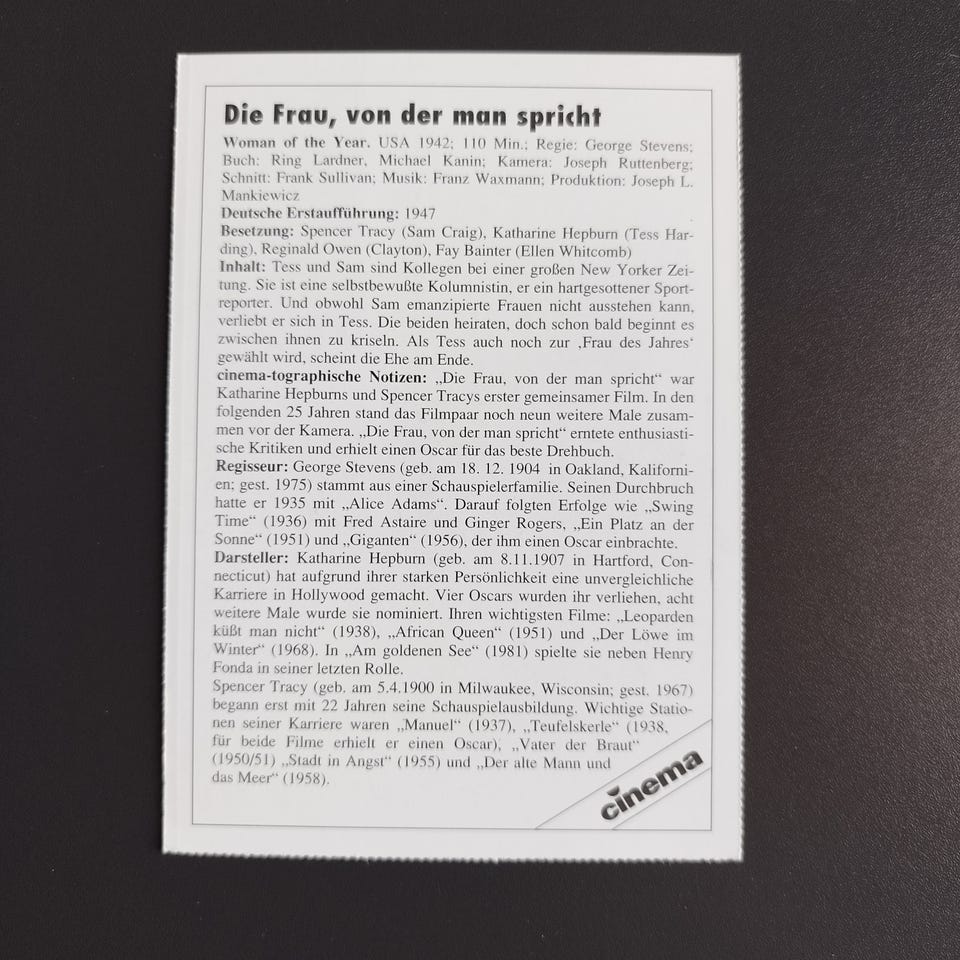 Die Frau, von der man spricht
Woman of the Year. USA 1942; 110 Min.; Regie: George Stevens;
Buch: Ring Lardner, Michael Kanin; Kamera: Joseph Ruttenberg;
Schnitt: Frank Sullivan; Musik: Franz Waxmann; Produktion: Joseph L.
Mankiewicz
Deutsche Erstaufführung: 1947
Besetzung: Spencer Tracy (Sam Craig), Katharine Hepburn (Tess Har-
ding), Reginald Owen (Clayton), Fay Bainter (Ellen Whitcomb)
Inhalt: Tess und Sam sind Kollegen bei einer großen New Yorker Zei-
tung. Sie ist eine selbstbewußte Kolumnistin, er ein hartgesottener Sport-
reporter. Und obwohl Sam emanzipierte Frauen nicht ausstehen kann,
verliebt er sich in Tess. Die beiden heiraten, doch schon bald beginnt es
zwischen ihnen zu kriseln. Als Tess auch noch zur ‚Frau des Jahres‘
gewählt wird, scheint die Ehe am Ende.
cinema-tographische Notizen: „Die Frau, von der man spricht“ war
Katharine Hepburns und Spencer Tracys erster gemeinsamer Film. In den
folgenden 25 Jahren stand das Filmpaar noch neun weitere Male zusam-
men vor der Kamera. „Die Frau, von der man spricht“ erntete enthusiasti-
sche Kritiken und erhielt einen Oscar für das beste Drehbuch.
Regisseur: George Stevens (geb. am 18. 12. 1904 in Oakland, Kaliforni-
en; gest. 1975) stammt aus einer Schauspielerfamilie. Seinen Durchbruch
hatte er 1935 mit „Alice Adams“. Darauf folgten Erfolge wie „Swing
Time“ (1936) mit Fred Astaire und Ginger Rogers, „Ein Platz an der
Sonne“ (1951) und „Giganten“ (1956), der ihm einen Oscar einbrachte.
Darsteller: Katharine Hepburn (geb. am 8.11.1907 in Hartford, Con-
necticut) hat aufgrund ihrer starken Persönlichkeit eine unvergleichliche
Karriere in Hollywood gemacht. Vier Oscars wurden ihr verliehen, acht
weitere Male wurde sie nominiert. Ihren wichtigsten Filme: „Leoparden
küßt man nicht“ (1938), „African Queen“ (1951) und „Der Löwe im
Winter“ (1968). In „Am goldenen See“ (1981) spielte sie neben Henry
Fonda in seiner letzten Rolle.
Spencer Tracy (geb. am 5.4.1900 in Milwaukee, Wisconsin; gest. 1967)
begann erst mit 22 Jahren seine Schauspielausbildung. Wichtige Statio-
nen seiner Karriere waren „Manuel“ (1937), „Teufelskerle“ (1938,
für beide Filme erhielt er einen Oscar), „Vater der Braut“
(1950/51) „Stadt in Angst“ (1955) und „Der alte Mann und
das Meer“ (1958).
cinema